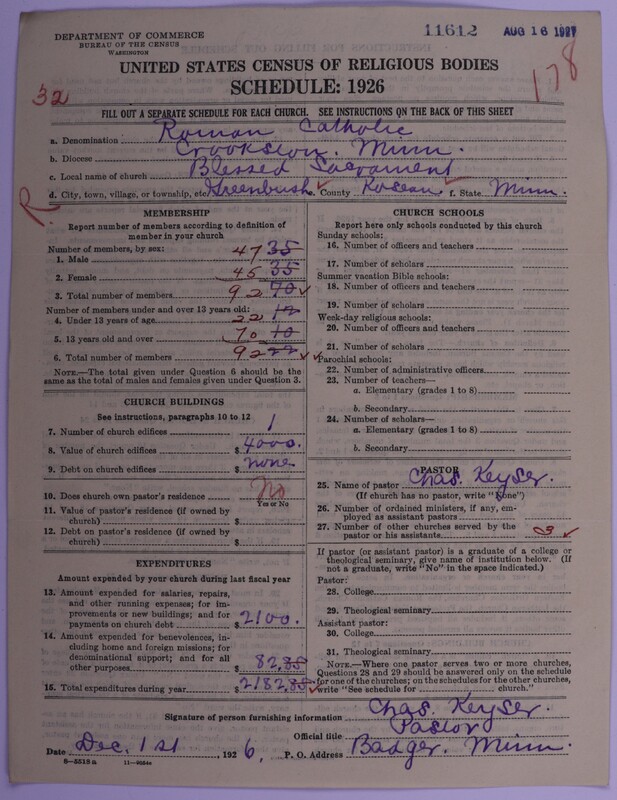 DEPARTMENT OF COMMERCE
BUREAU OF THE CENSUS
WASHINGTON
11612 AUG 16 1927
UNITED STATES CENSUS OF RELIGIOUS BODIES
SCHEDULE: 1926
32
178
FILL OUT A SEPARATE SCHEDULE FOR EACH CHURCH. SEE INSTRUCTIONS ON THE BACK OF THIS SHEET
a. Denomination Roman Catholic
b. Diocese Crookston, Minn.
c. Local name of church Blessed Sacrament
d. City, town, village, or township, etc. Greenbush e. County Roseau f. State Minn.
R
MEMBERSHIP
Report number of members according to definition of
member in your church
Number of members, by sex:
1. Male 47 35
2. Female 45 35
3. Total number of members 92 70
Number of members under and over 13 years old:
4. Under 13 years of age 22 12
5. 13 years old and over 70 10
6. Total number of members 92 22
NOTE.—The total given under Question 6 should be
same as the total of males and females given under Question 3.
CHURCH BUILDINGS
See instructions, paragraphs 10 to 12
7. Number of church edifices 1
8. Value of church edifices $ 4000.
9. Debt on church edifices $ none
10. Does church own pastor's residence No
Yes or No
11. Value of pastor's residence (if owned by
church) $
12. Debt on pastor's residence (if owned by
church) $
EXPENDITURES
Amount expended by your church during last fiscal year
13. Amount expended for salaries, repairs,
and other running expenses; for im-
provements or new buildings; and for
payments on church debt $ 2100.
14. Amount expended for benevolences, in-
cluding home and foreign missions; for
denominational support; and for all
other purposes $ 82.85
15. Total expenditures during year $ 2182.85
CHURCH SCHOOLS
Report here only schools conducted by this church
Sunday schools:
16. Number of officers and teachers
17. Number of scholars
Summer vacation Bible schools:
18. Number of officers and teachers
19. Number of scholars
Week-day religious schools:
20. Number of officers and teachers
21. Number of scholars
Parochial schools:
22. Number of administrative officers
23. Number of teachers—
a. Elementary (grades 1 to 8)
b. Secondary
24. Number of scholars—
a. Elementary (grades 1 to 8)
b. Secondary
PASTOR
25. Name of pastor Chas. Keyser.
(If church has no pastor, write "None")
26. Number of ordained ministers, if any, em-
ployed as assistant pastors
27. Number of other churches served by the
pastor or his assistants 3
If pastor (or assistant pastor) is a graduate of a college or
theological seminary, give name of institution below. (If
not a graduate, write "No" in the space indicated.)
Pastor:
28. College
29. Theological seminary
Assistant pastor:
30. College
31. Theological seminary
NOTE.—Where one pastor serves two or more churches,
Questions 28 and 29 should be answered only on the schedule
for one of the churches; on the schedules for the other churches,
write "See schedule for church."
Signature of person furnishing information Chas. Keyser.
Official title Pastor
Date Dec. 1st, 1926. P. O. Address Badger, Minn.